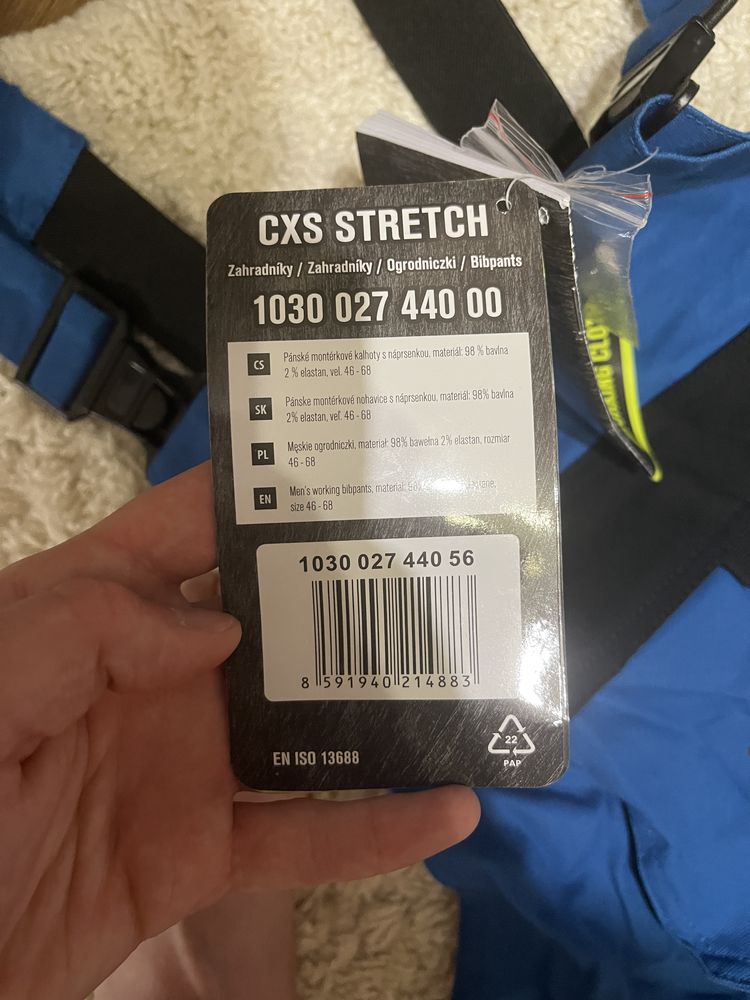 CXS STRETCH
Zahradníky / Zahradníky / Ogrodniczki / Bibpants
1030 027 440 00
CS
Pánské montérkové kalhoty s náprsenkou, materiál: 98 % bavlna
2 % elastan, vel. 46 - 68
SK
Pánske montérkové nohavice s náprsenkou, materiál: 98% bavlna
2% elastan, veľ. 46 - 68
PL
Męskie ogrodniczki, materiał: 98% bawełna 2% elastan, rozmiar
46 - 68
EN
Men's working bibpants, material:
size 46 - 68
1030 027 440 56
8 591940 214883
EN ISO 13688
22
PAP